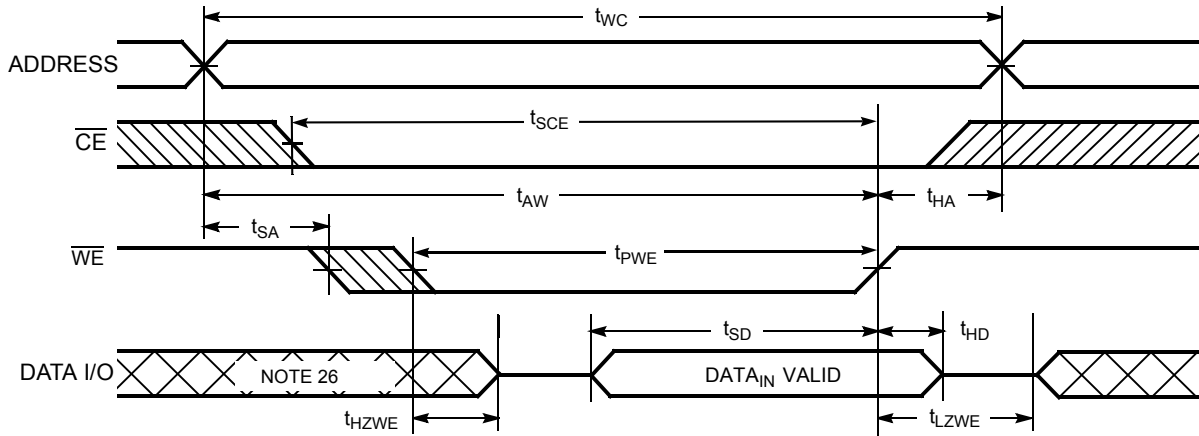 tWC
ADDRESS
tSCE
CE
tAW
tHA
tSA
WE
tPWE
tSD
tHD
DATA I/O
NOTE 26
DATAIN VALID
tHZWE
tLZWE